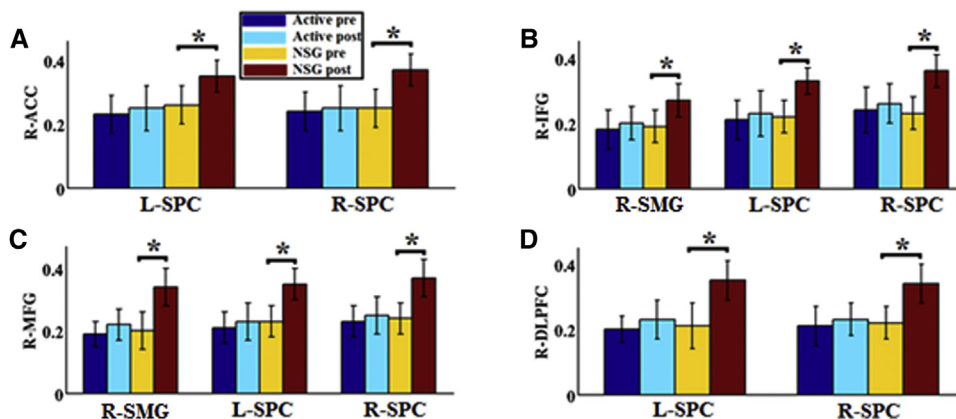 A
Active pre
Active post
NSG pre
NSG post
*
*
0.4
0.2
0
R-ACC
L-SPC
R-SPC
B
*
*
*
0.4
0.2
0
R-IFG
R-SMG
L-SPC
R-SPC
C
*
*
*
0.4
0.2
0
R-MFG
R-SMG
L-SPC
R-SPC
D
*
*
0.4
0.2
0
R-DLPFC
L-SPC
R-SPC